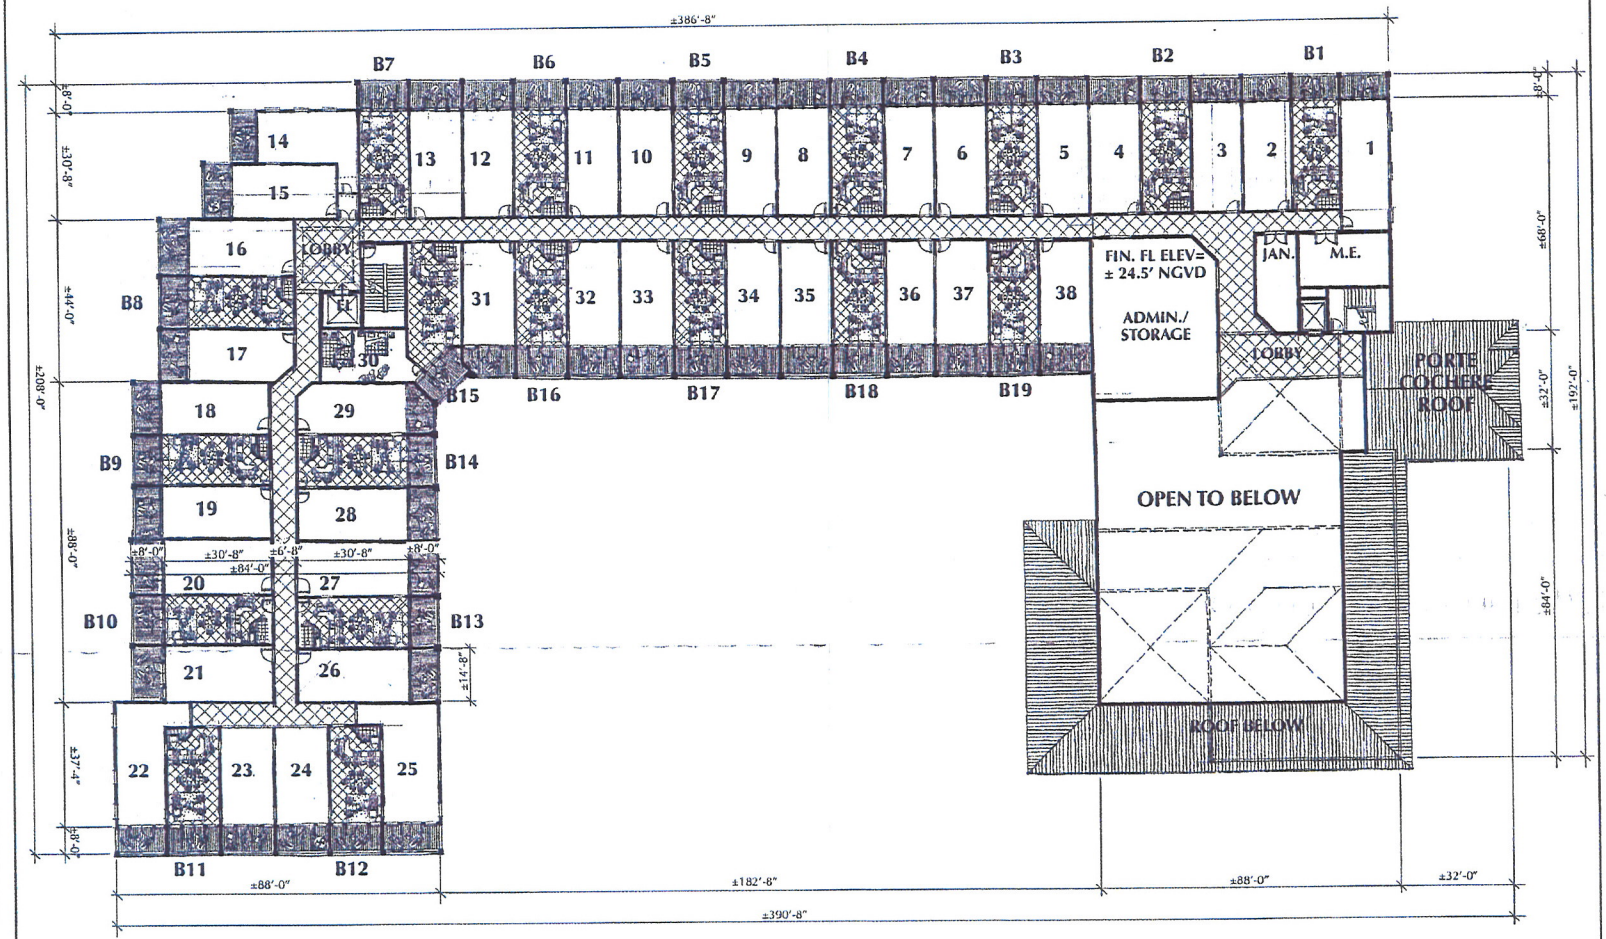 ±386'-8"
B7
B6
B5
B4
B3
B2
B1
±8'-0"
±8'-0"
14
13
12
11
10
9
8
7
6
5
4
3
2
1
±30'-8"
15
16
LOBBY
±68'-0"
FIN. FL ELEV=
± 24.5' NGVD
JAN.
M.E.
B8
±44'-0"
EL
31
32
33
34
35
36
37
38
ADMIN./
STORAGE
17
30
LOBBY
PORTE
COCHERE
ROOF
±208'-0"
B15
B16
B17
B18
B19
±32'-0"
±192'-0"
18
29
B9
B14
19
28
OPEN TO BELOW
±88'-0"
±8'-0"
±30'-8"
±6'-8"
±30'-8"
±8'-0"
±84'-0"
20
27
±84'-0"
B10
B13
21
26
±14'-8"
ROOF BELOW
±37'-4"
22
23
24
25
±8'-0"
B11
B12
±88'-0"
±182'-8"
±88'-0"
±32'-0"
±390'-8"